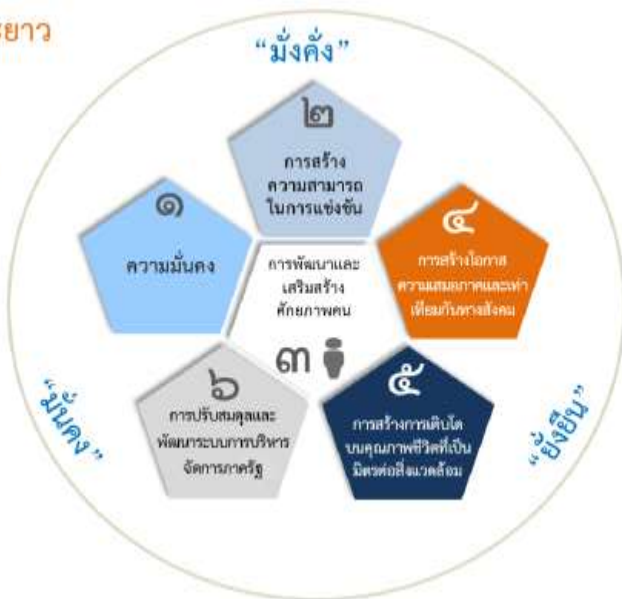 ะยาว
“มั่งคั่ง”
๒
การสร้าง
ความสามารถ
ในการแข่งขัน
๑
ความมั่นคง
๔
การสร้างโอกาส
ความเสมอภาคและเท่า
เทียมกันทางสังคม
การพัฒนาและ
เสริมสร้าง
ศักยภาพคน
๓
๖
การปรับสมดุลและ
พัฒนาระบบการบริหาร
จัดการภาครัฐ
๕
การสร้างการเติบโต
บนคุณภาพชีวิตที่เป็น
มิตรต่อสิ่งแวดล้อม
“มั่นคง”
“ยั่งยืน”